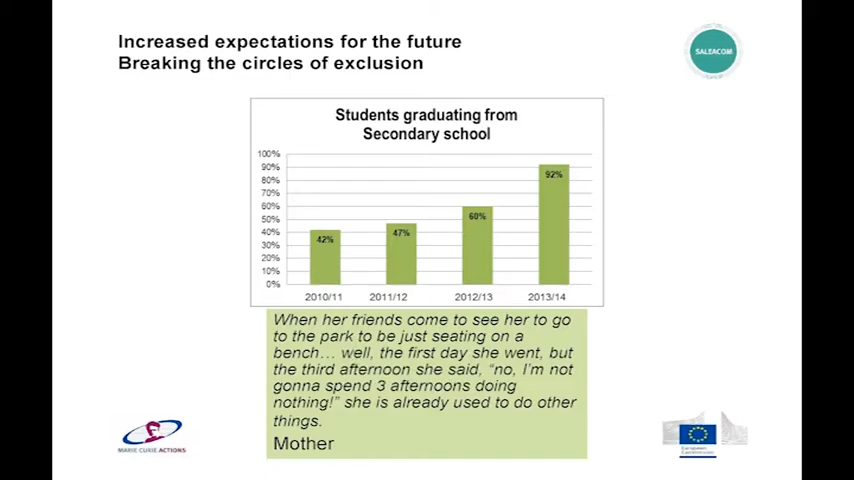 Increased expectations for the future
Breaking the circles of exclusion
SALEACOM
Students graduating from
Secondary school
100%
90%
80%
70%
60%
50%
40%
30%
20%
10%
0%
42%
47%
60%
92%
2010/11
2011/12
2012/13
2013/14
When her friends come to see her to go
to the park to be just seating on a
bench… well, the first day she went, but
the third afternoon she said, “no, I’m not
gonna spend 3 afternoons doing
nothing!” she is already used to do other
things.
Mother
MARIE CURIE ACTIONS
European
Commission